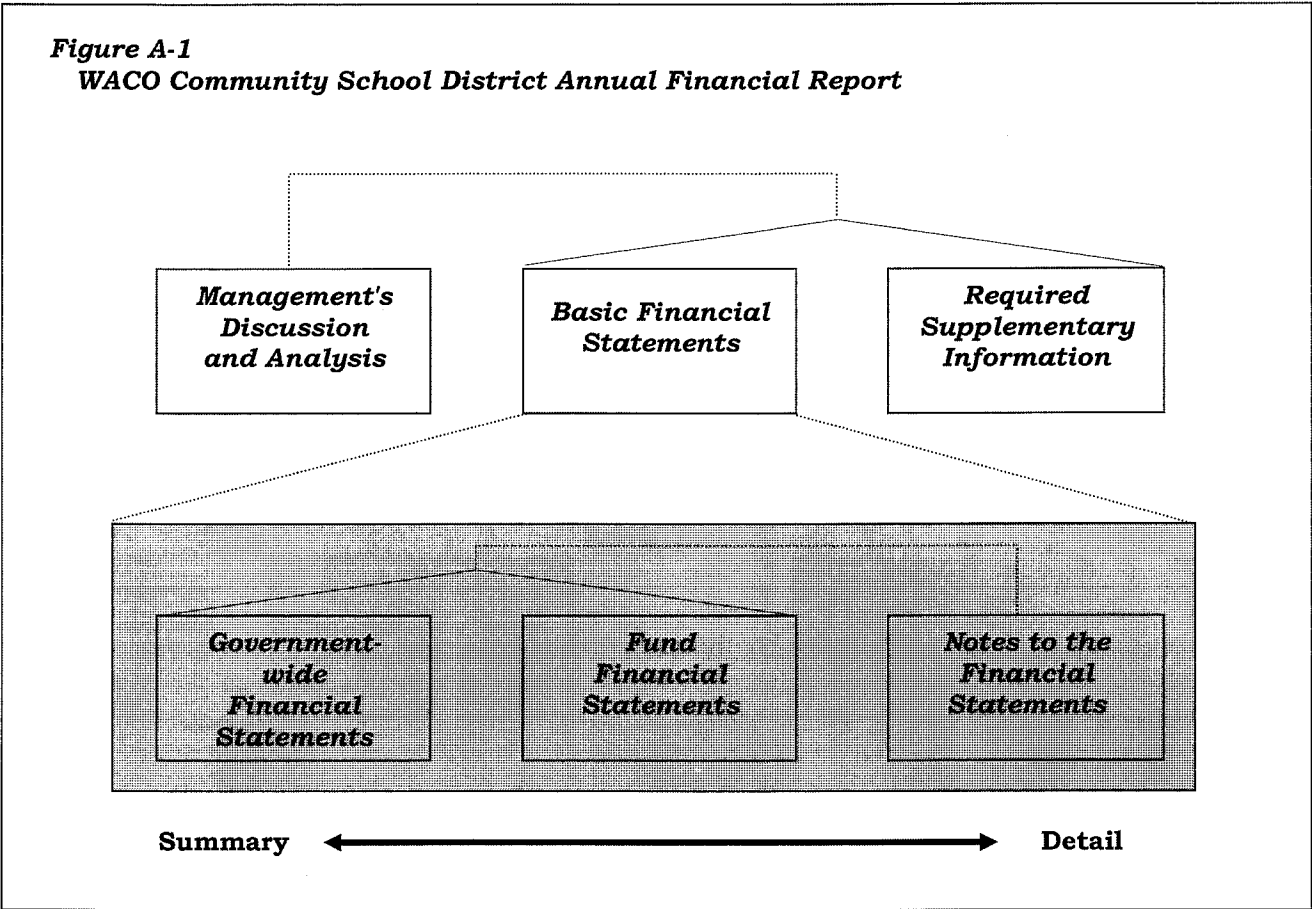 Figure A-1
WACO Community School District Annual Financial Report
Management's
Discussion
and Analysis
Basic Financial
Statements
Required
Supplementary
Information
Government-
wide
Financial
Statements
Fund
Financial
Statements
Notes to the
Financial
Statements
Summary
Detail